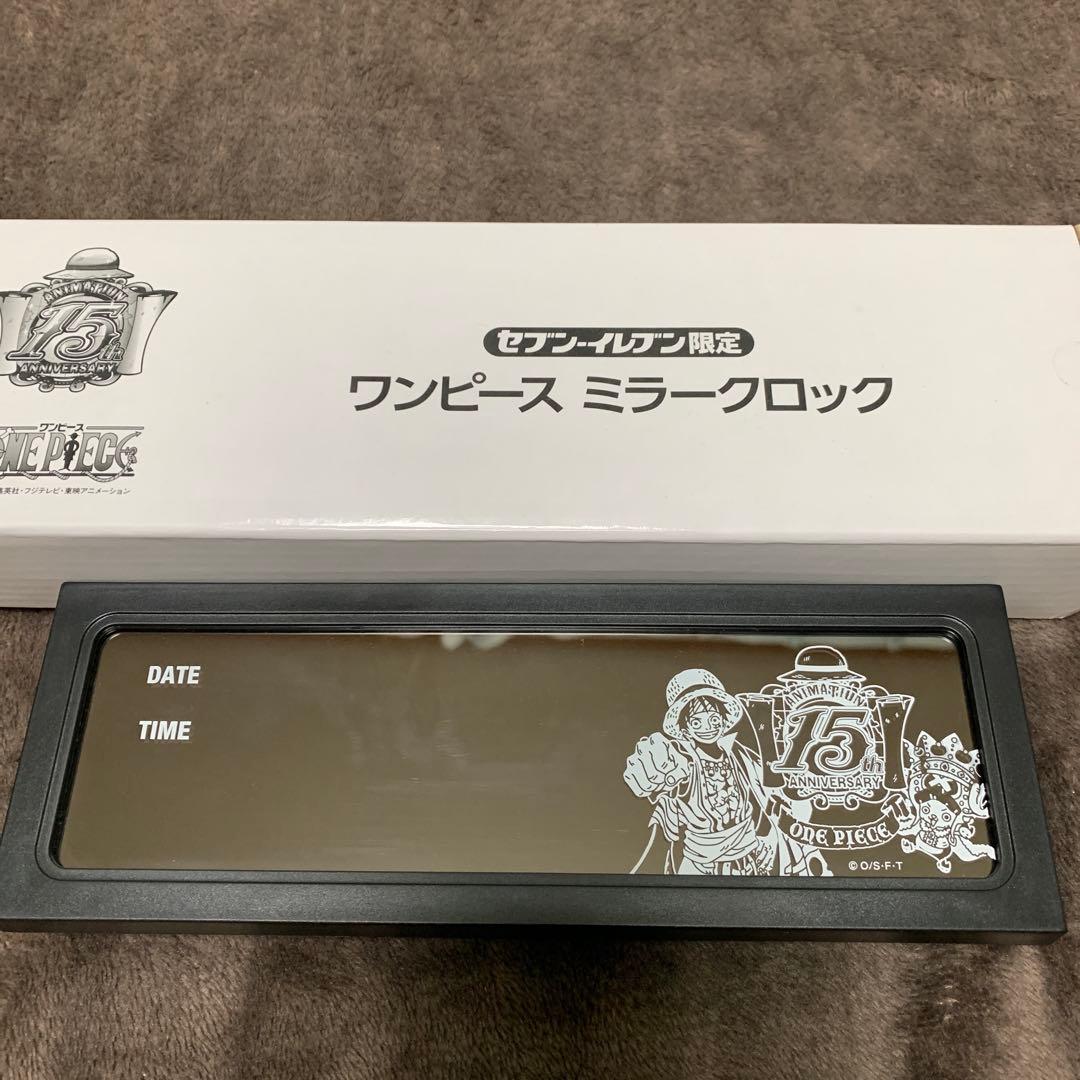 ANIMATION
15th
ANNIVERSARY
ワンピース
ONE PIECE
集英社・フジテレビ・東映アニメーション
セブン-イレブン限定
ワンピース ミラークロック
DATE
TIME
ANIMATION
15th
ANNIVERSARY
ONE PIECE
©O/S・F・T